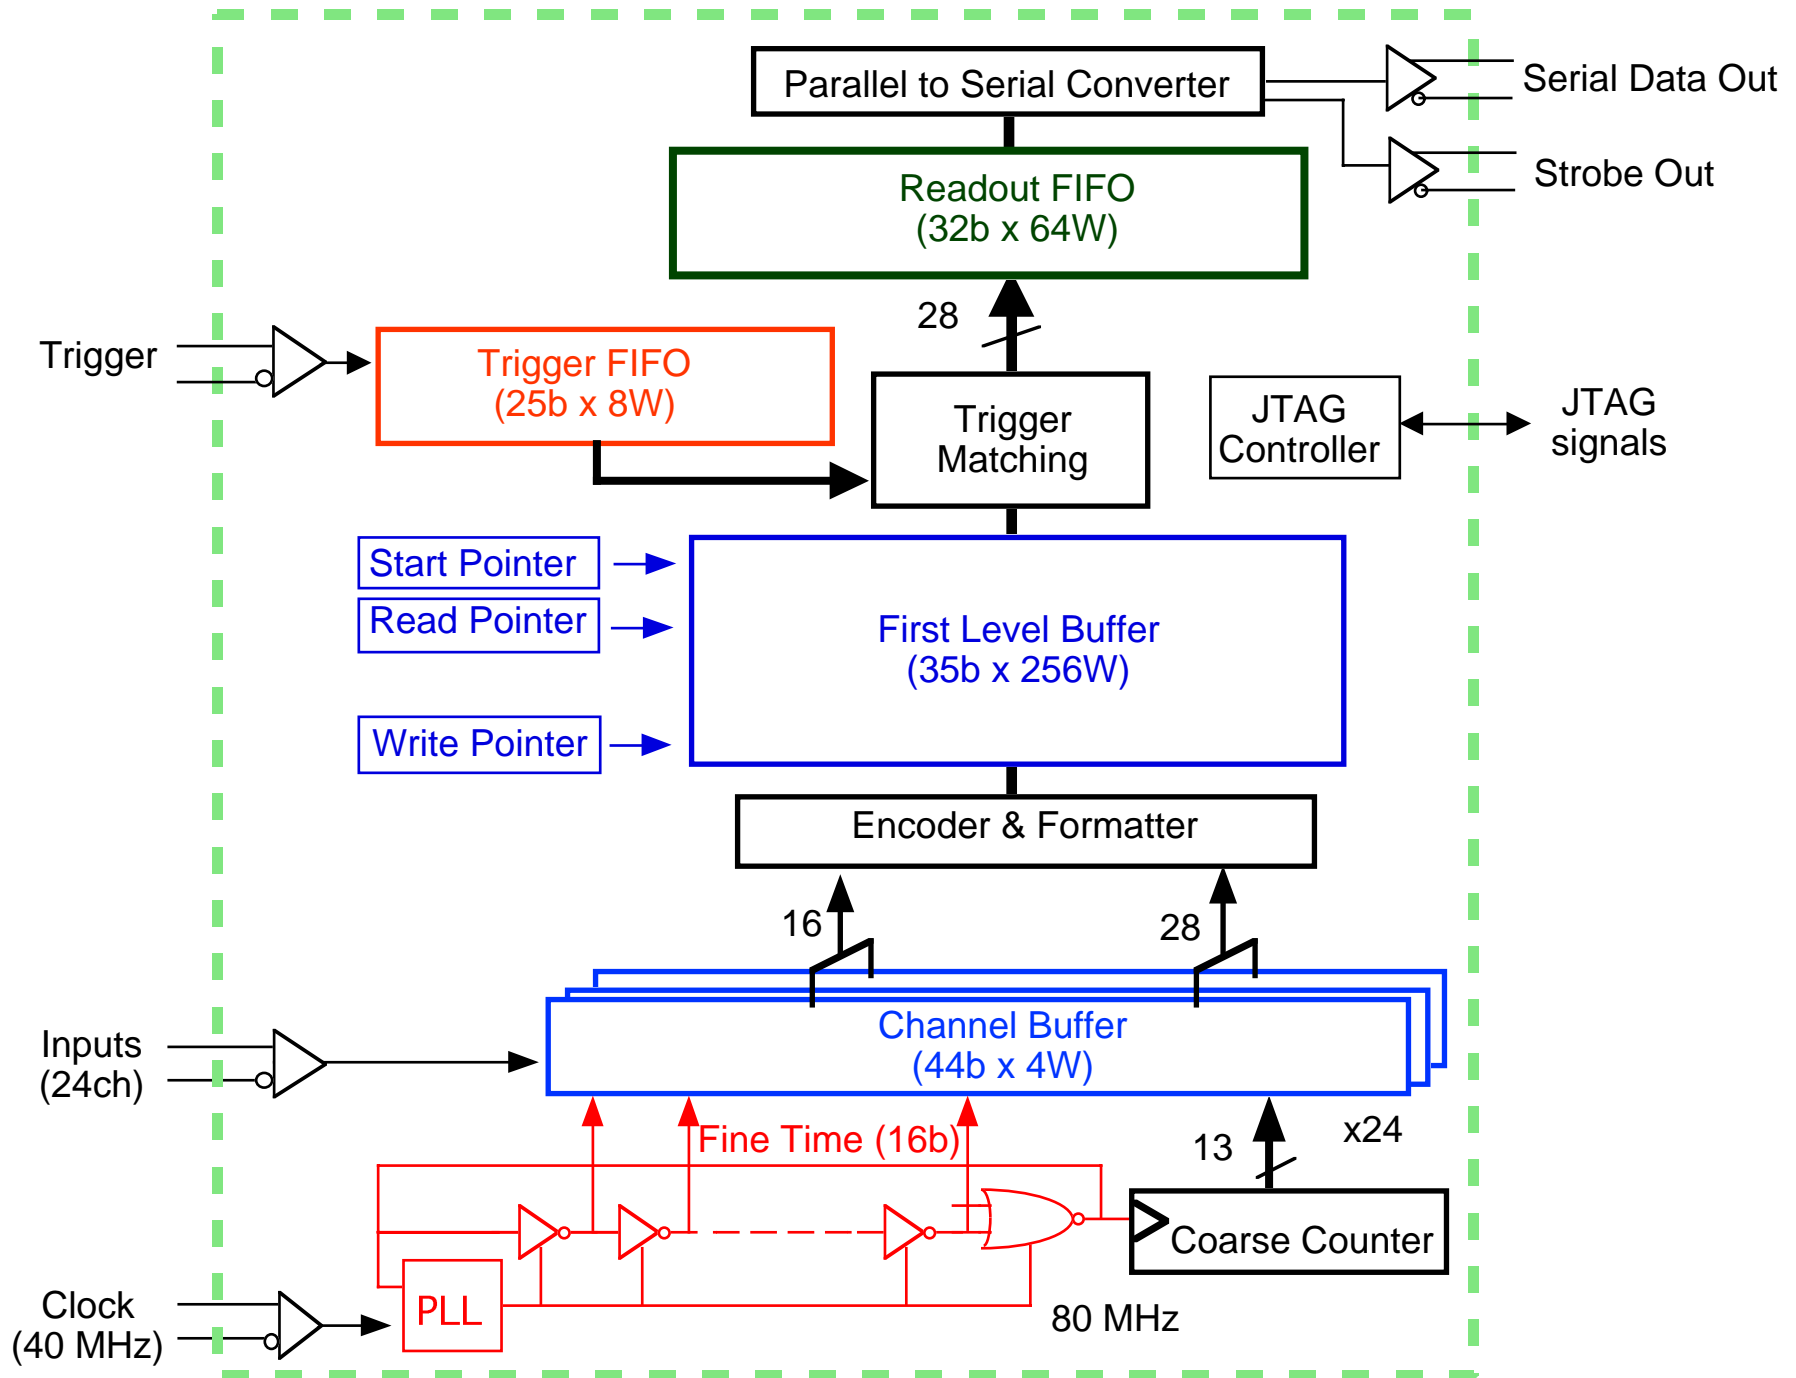 Parallel to Serial Converter
Serial Data Out
Strobe Out
Readout FIFO
(32b x 64W)
28
Trigger
Trigger FIFO
(25b x 8W)
Trigger
Matching
JTAG
Controller
JTAG
signals
Start Pointer
Read Pointer
Write Pointer
First Level Buffer
(35b x 256W)
Encoder & Formatter
16
28
Inputs
(24ch)
Channel Buffer
(44b x 4W)
Fine Time (16b)
13
x24
Coarse Counter
Clock
(40 MHz)
PLL
80 MHz